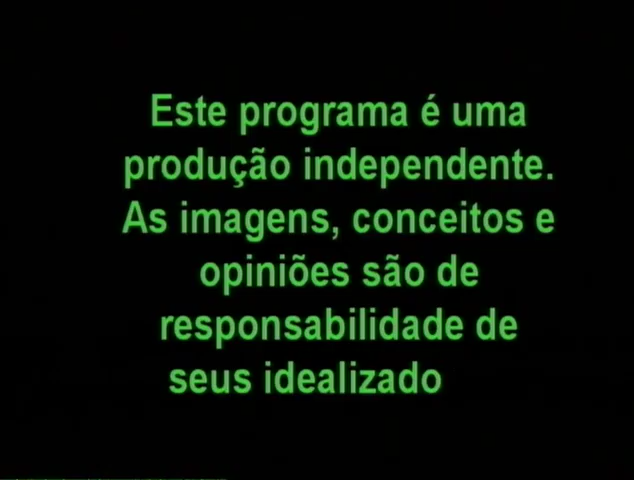 Este programa é uma
produção independente.
As imagens, conceitos e
opiniões são de
responsabilidade de
seus idealizado